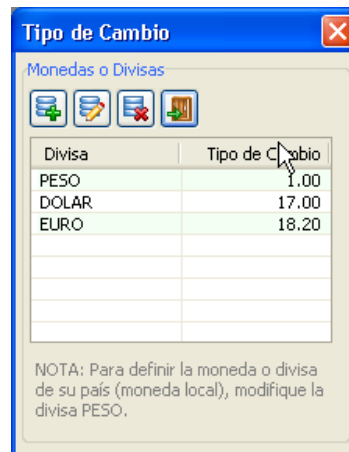 Tipo de Cambio
Monedas o Divisas
Divisa Tipo de Cambio
PESO 1.00
DOLAR 17.00
EURO 18.20
NOTA: Para definir la moneda o divisa
de su país (moneda local), modifique la
divisa PESO.